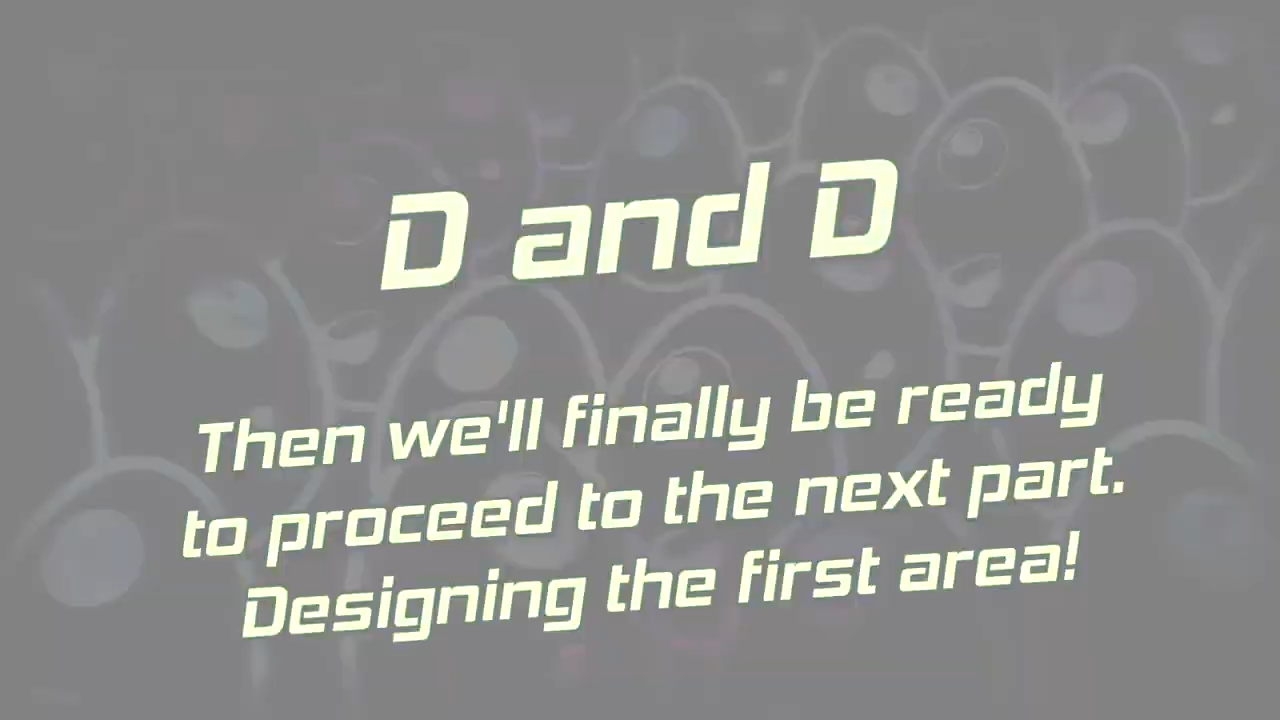 D and D
Then we'll finally be ready
to proceed to the next part.
Designing the first area!